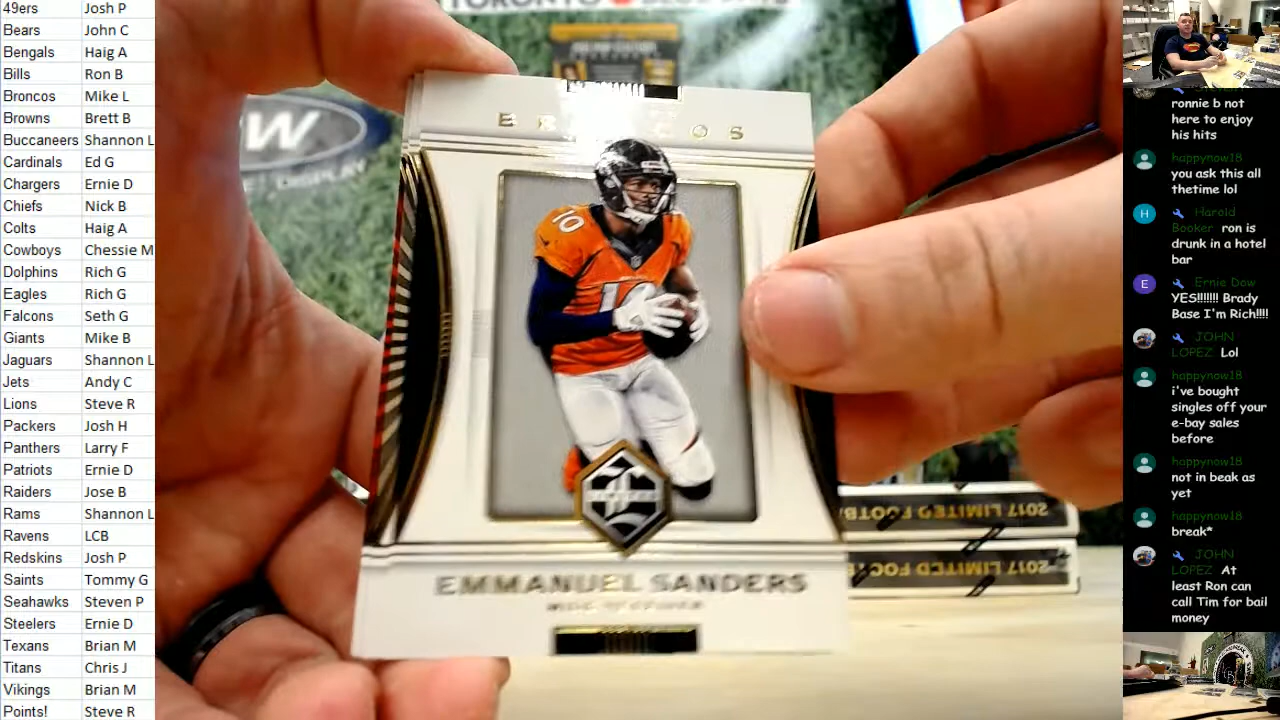 49ers Josh P
Bears John C
Bengals Haig A
Bills Ron B
Broncos Mike L
Browns Brett B
Buccaneers Shannon L
Cardinals Ed G
Chargers Ernie D
Chiefs Nick B
Colts Haig A
Cowboys Chessie M
Dolphins Rich G
Eagles Rich G
Falcons Seth G
Giants Mike B
Jaguars Shannon L
Jets Andy C
Lions Steve R
Packers Josh H
Panthers Larry F
Patriots Ernie D
Raiders Jose B
Rams Shannon L
Ravens LCB
Redskins Josh P
Saints Tommy G
Seahawks Steven P
Steelers Ernie D
Texans Brian M
Titans Chris J
Vikings Brian M
Points! Steve R
TORONTO
10
10
EMMANUEL SANDERS
2017 LIMITED FOOTB
2017 LIMITED FOOTB
ronnie b not
here to enjoy
his hits
happynow18
you ask this all
thetime lol
H Harold
Booker ron is
drunk in a hotel
bar
E Ernie Dow
YES!!!!!!! Brady
Base I'm Rich!!!!
JOHN
LOPEZ Lol
happynow18
i've bought
singles off your
e-bay sales
before
happynow18
not in beak as
yet
happynow18
break*
JOHN
LOPEZ At
least Ron can
call Tim for bail
money